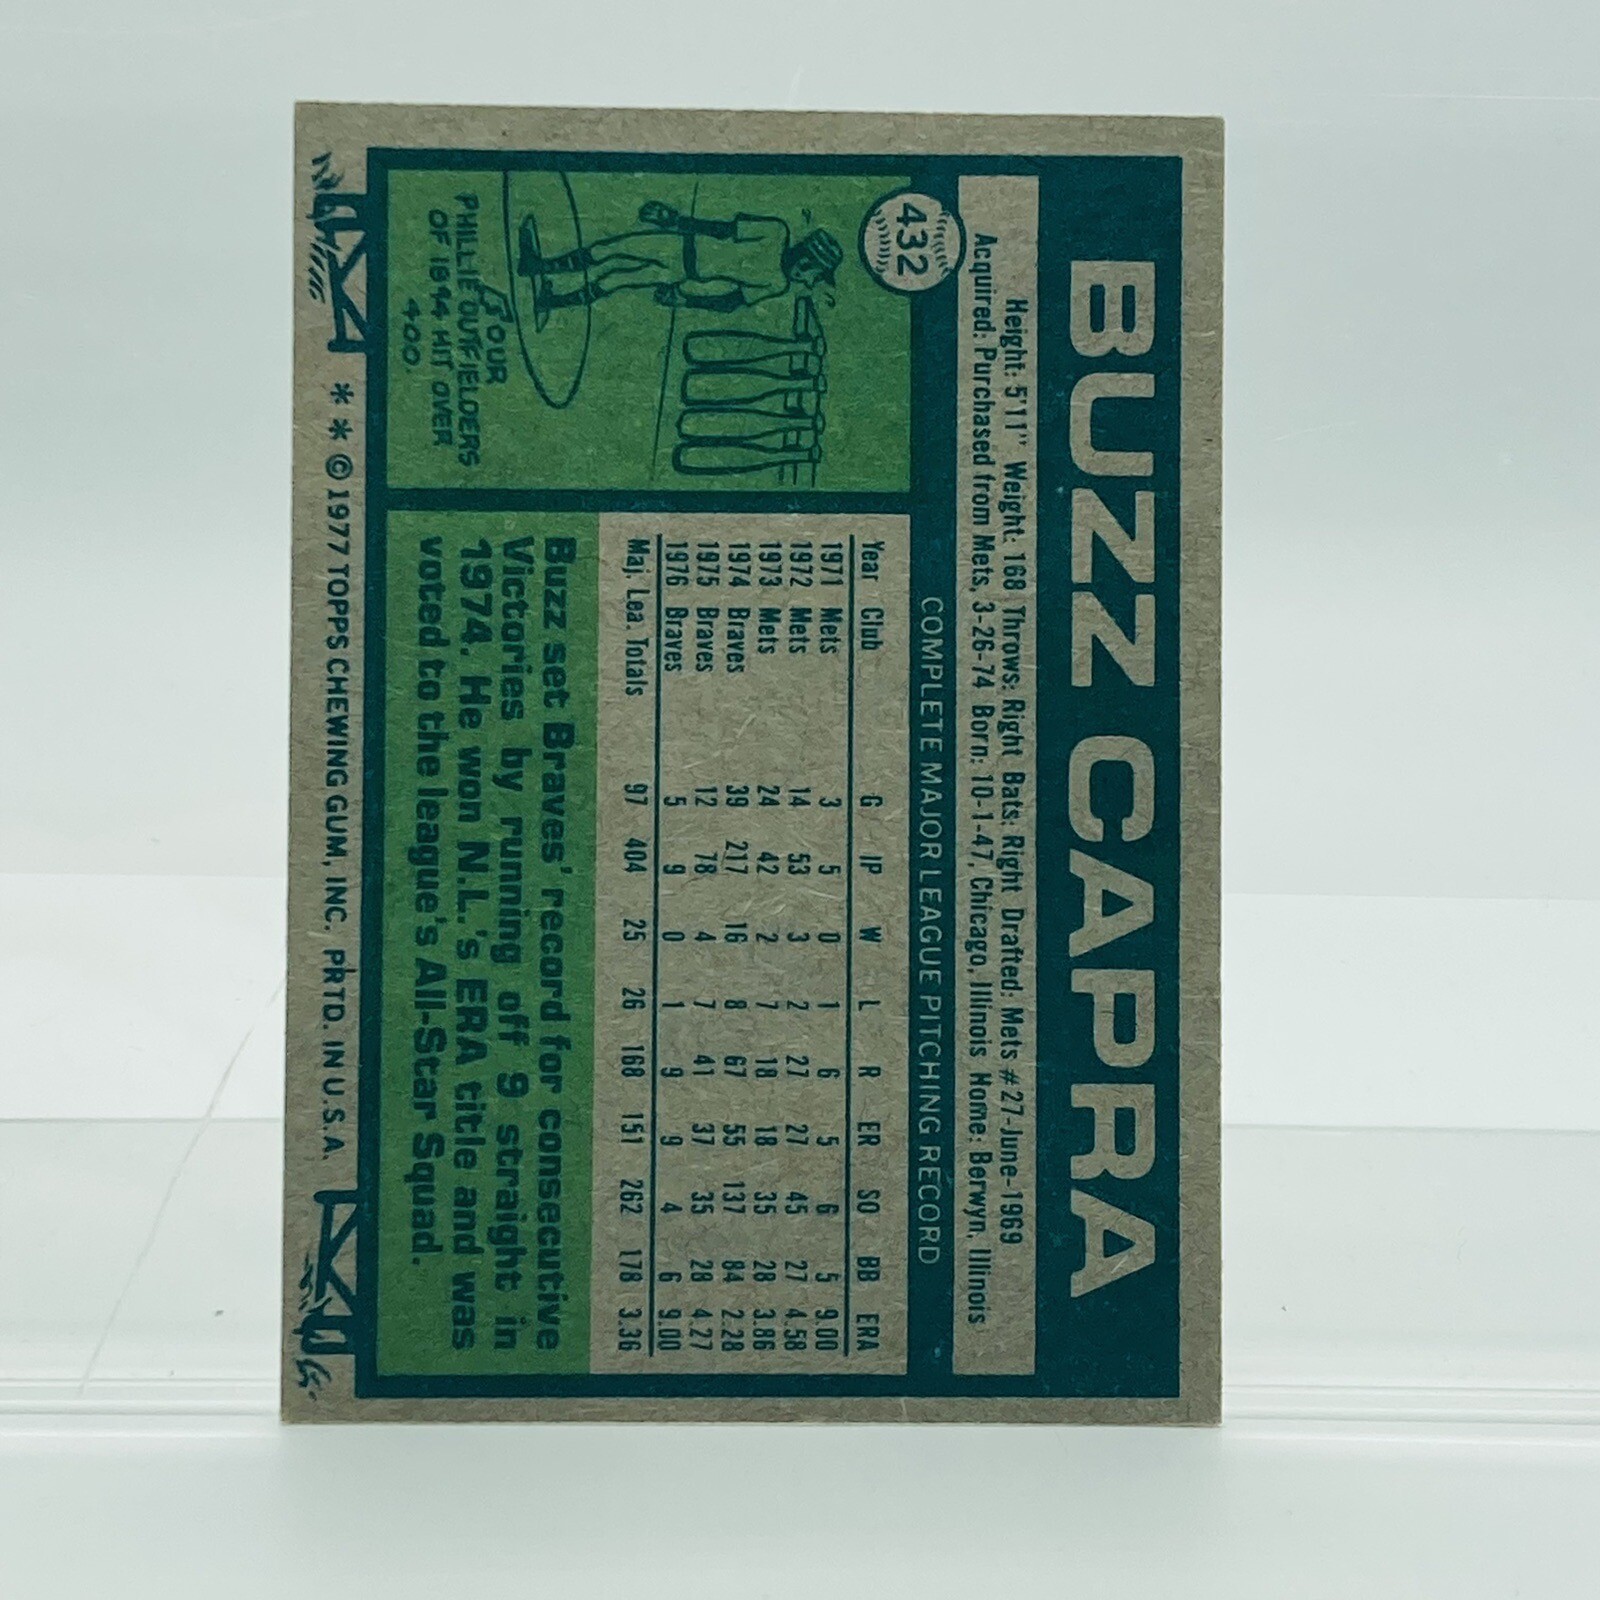 BUZZ CAPRA
432
Height: 5'11" Weight: 168 Throws: Right Bats: Right Drafted: Mets #27-June-1969
Acquired: Purchased from Mets, 3-26-74 Born: 10-1-47, Chicago, Illinois Home: Berwyn, Illinois
COMPLETE MAJOR LEAGUE PITCHING RECORD
Year Club G IP W L R ER SO BB ERA
1971 Mets 3 5 0 1 6 5 6 5 9.00
1972 Mets 14 53 3 2 27 27 45 27 4.58
1973 Mets 24 42 2 7 18 18 35 28 3.86
1974 Braves 39 217 16 8 67 55 137 84 2.28
1975 Braves 12 78 4 7 41 37 35 28 4.27
1976 Braves 5 9 0 1 9 9 4 6 9.00
Maj. Lea. Totals 97 404 25 26 168 151 262 178 3.36
FOUR
PHILLIE OUTFIELDERS
OF 1894 HIT OVER
.400.
Buzz set Braves' record for consecutive
Victories by running off 9 straight in
1974. He won N.L.'s ERA title and was
voted to the league's All-Star Squad.
* * © 1977 TOPPS CHEWING GUM, INC. PRTD. IN U.S.A.